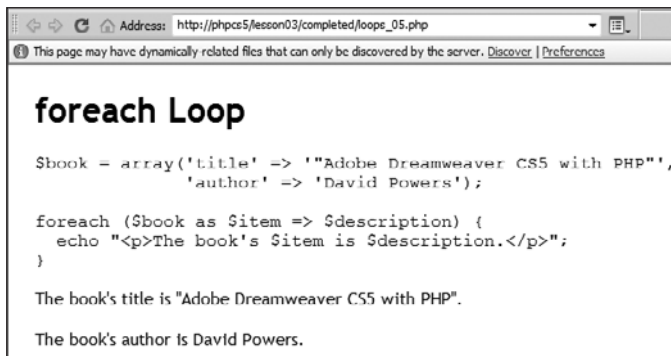 Address: http://phpcs5/lesson03/completed/loops_05.php
This page may have dynamically-related files that can only be discovered by the server. Discover | Preferences
foreach Loop
$book = array('title' => '"Adobe Dreamweaver CS5 with PHP"',
'author' => 'David Powers');
foreach ($book as $item => $description) {
echo "<p>The book's $item is $description.</p>";
}
The book's title is "Adobe Dreamweaver CS5 with PHP".
The book's author is David Powers.